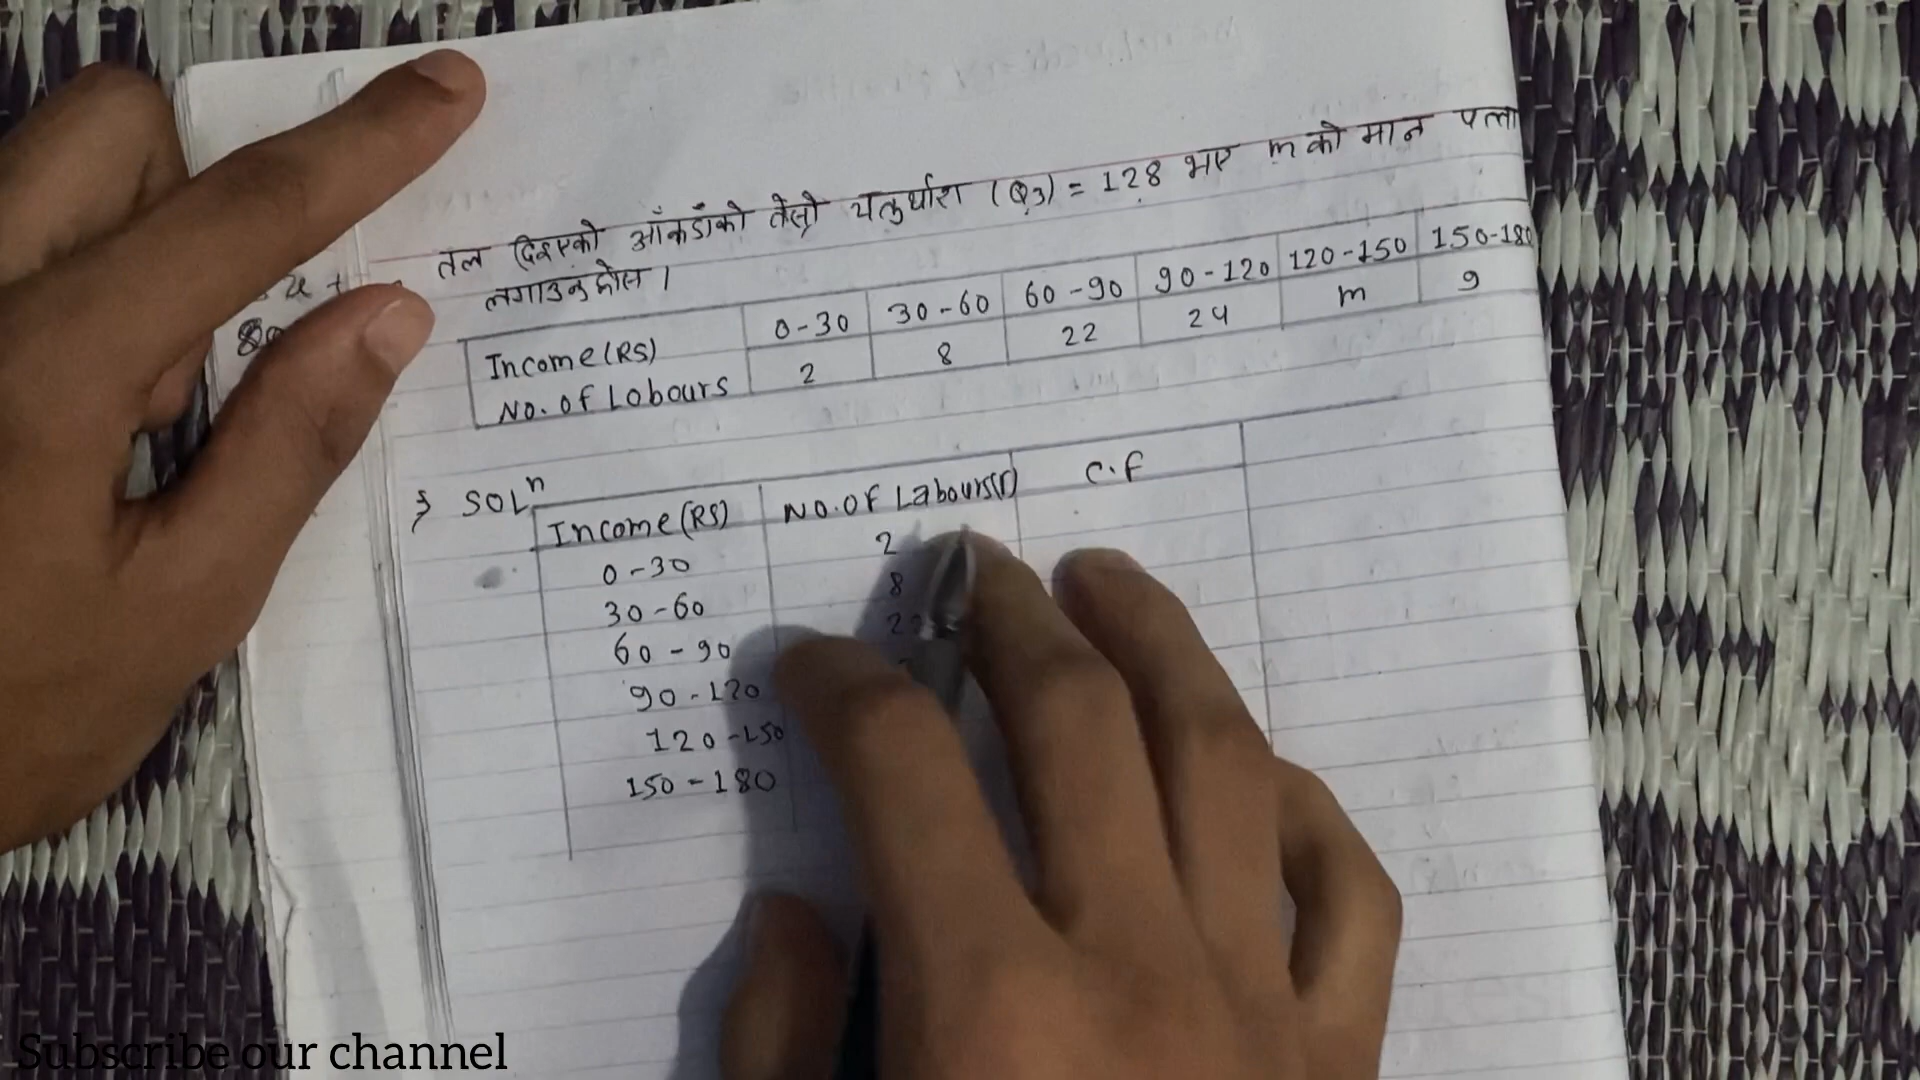 तल दिइएको आँकडाँको तेस्रो चतुर्थांश (Q3) = 128 भए m को मान पत्ता
लगाउनुहोस ।
Income(RS) 0-30 30-60 60-90 90-120 120-150 150-180
No. of Lobours 2 8 22 24 m 9
SOLⁿ
Income(RS) No. of Labours(f) C.F
0-30 2
30-60 8
60-90
90-120
120-150
150-180
Subscribe our channel